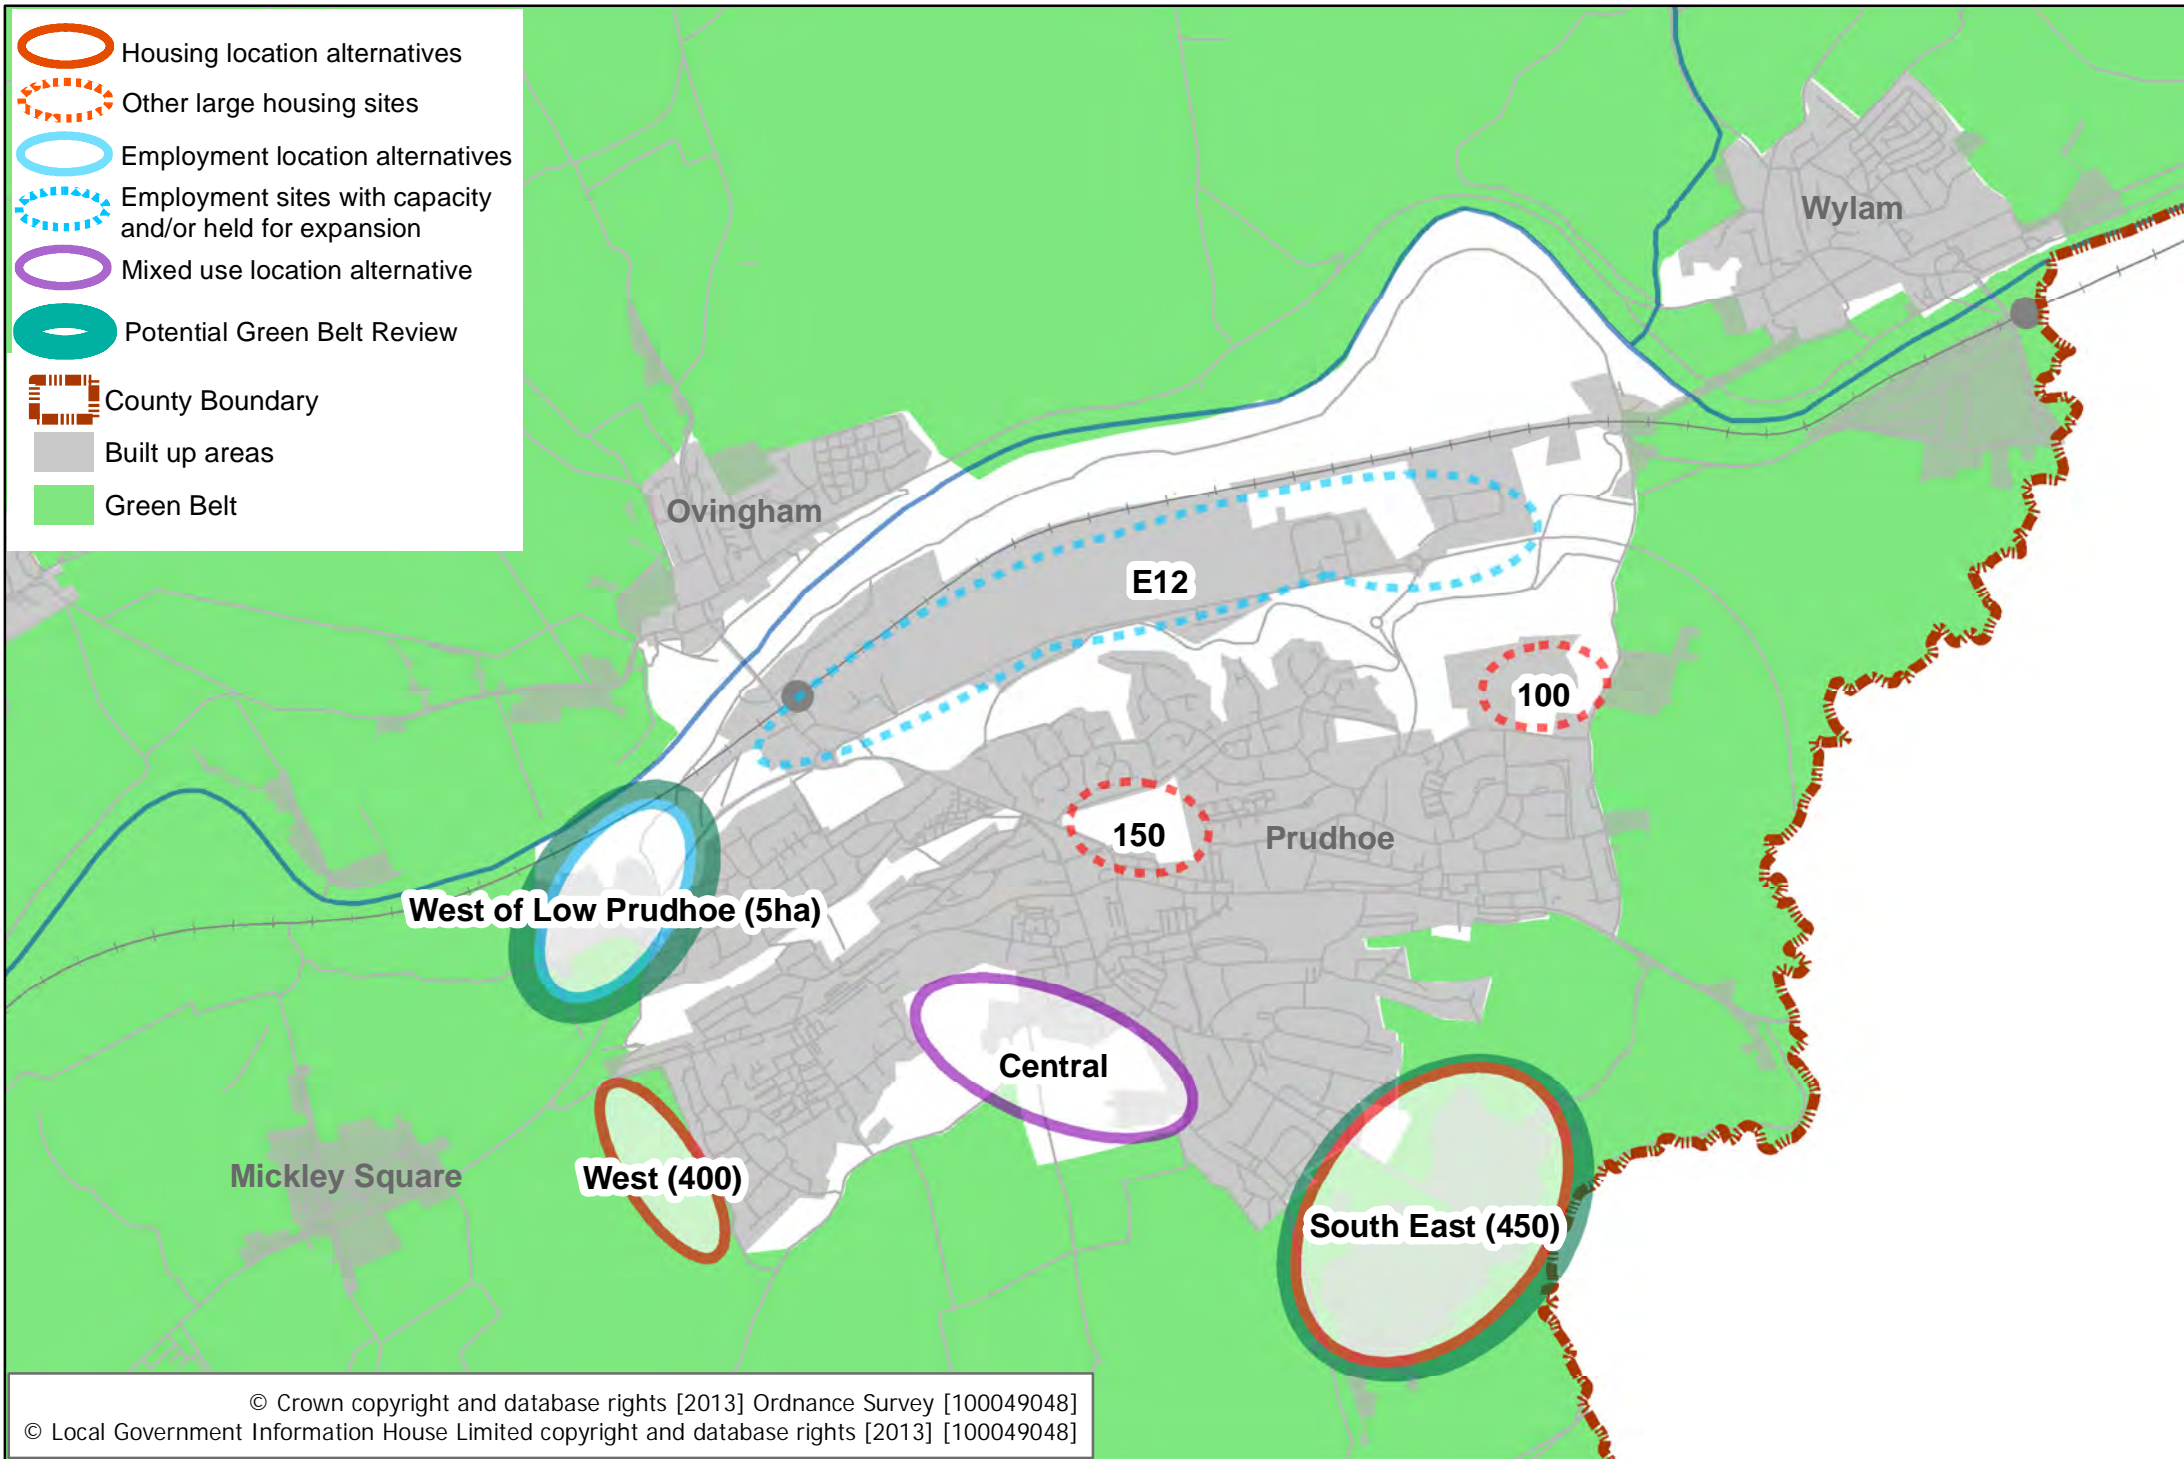 Housing location alternatives
Other large housing sites
Employment location alternatives
Employment sites with capacity
and/or held for expansion
Mixed use location alternative
Potential Green Belt Review
County Boundary
Built up areas
Green Belt
Wylam
Ovingham
E12
100
150
Prudhoe
West of Low Prudhoe (5ha)
Central
Mickley Square
West (400)
South East (450)
© Crown copyright and database rights [2013] Ordnance Survey [100049048]
© Local Government Information House Limited copyright and database rights [2013] [100049048]